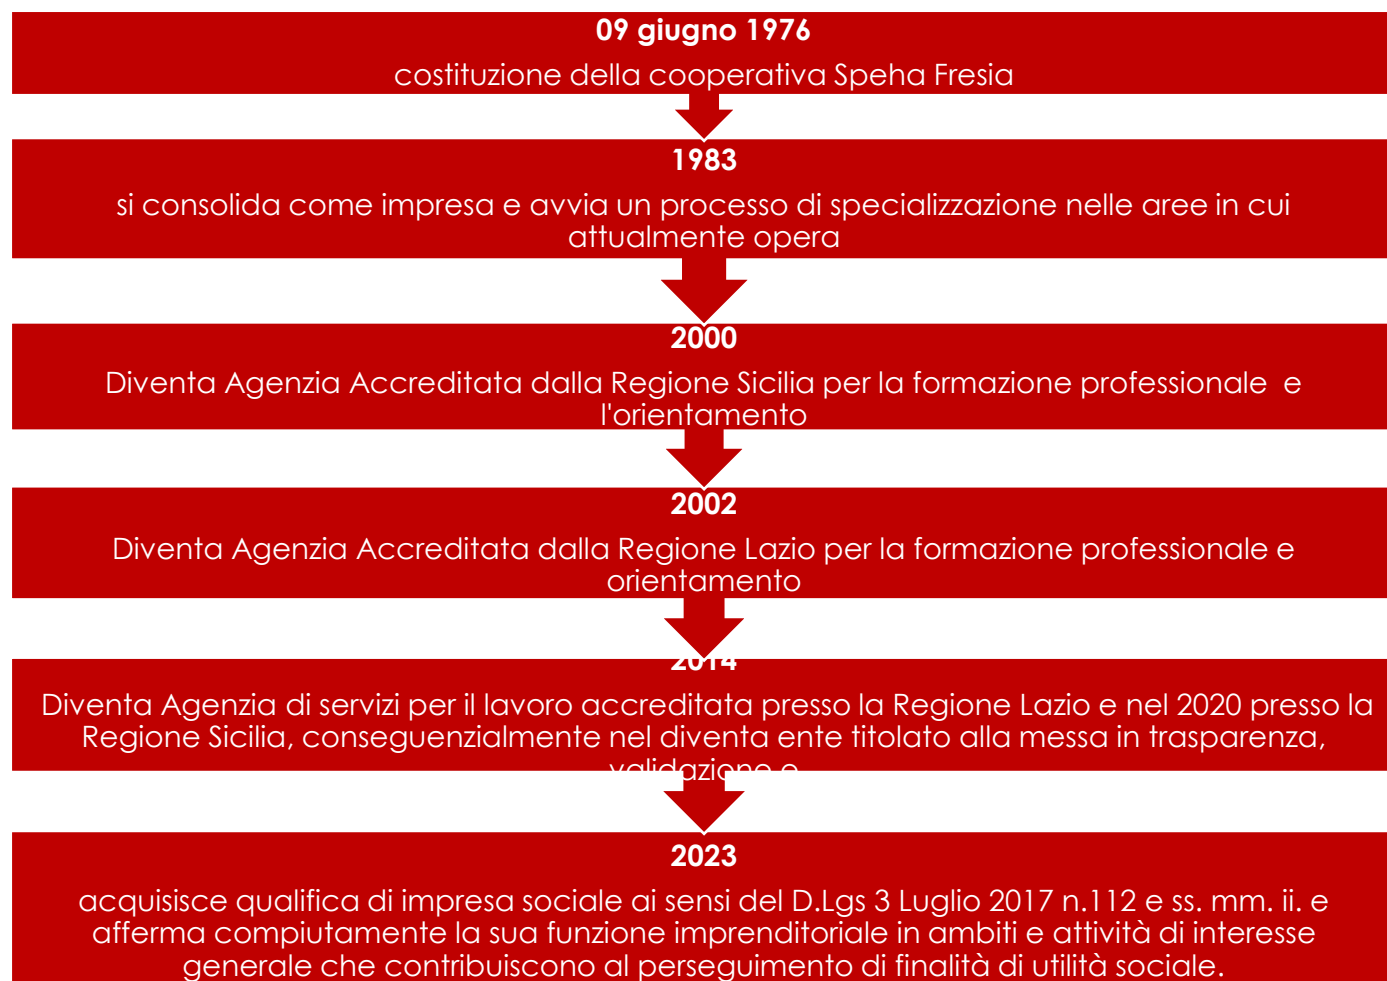 09 giugno 1976
costituzione della cooperativa Speha Fresia
1983
si consolida come impresa e avvia un processo di specializzazione nelle aree in cui
attualmente opera
2000
Diventa Agenzia Accreditata dalla Regione Sicilia per la formazione professionale e
l'orientamento
2002
Diventa Agenzia Accreditata dalla Regione Lazio per la formazione professionale e
orientamento
2014
Diventa Agenzia di servizi per il lavoro accreditata presso la Regione Lazio e nel 2020 presso la
Regione Sicilia, conseguenzialmente nel diventa ente titolato alla messa in trasparenza,
validazione e
2023
acquisisce qualifica di impresa sociale ai sensi del D.Lgs 3 Luglio 2017 n.112 e ss. mm. ii. e
afferma compiutamente la sua funzione imprenditoriale in ambiti e attività di interesse
generale che contribuiscono al perseguimento di finalità di utilità sociale.